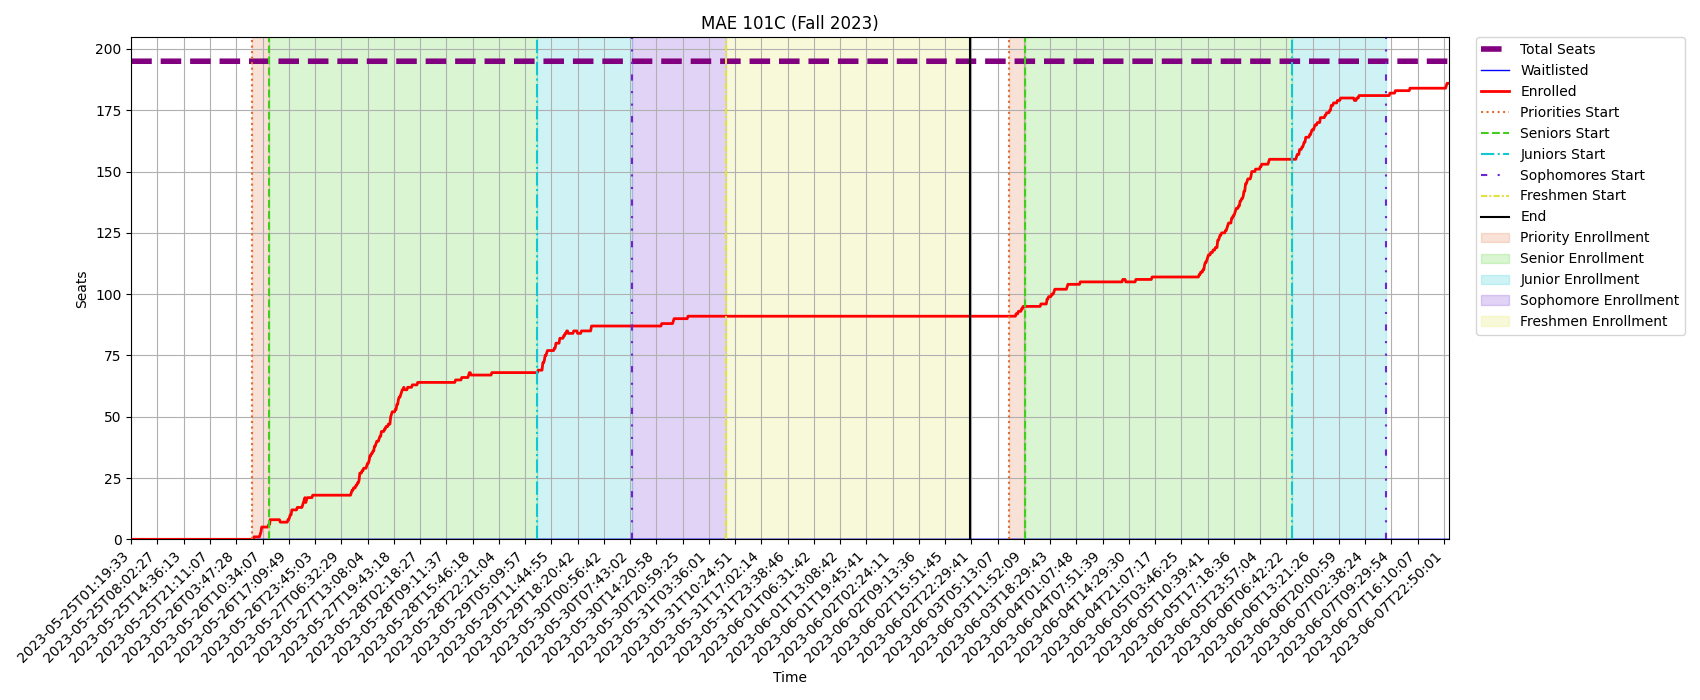 MAE 101C (Fall 2023)
Seats
200
175
150
125
100
75
50
25
0
2023-05-25T01:19:33
2023-05-25T08:02:27
2023-05-25T14:36:13
2023-05-25T21:11:07
2023-05-26T03:47:28
2023-05-26T10:34:07
2023-05-26T17:09:49
2023-05-26T23:45:03
2023-05-27T06:32:29
2023-05-27T13:08:04
2023-05-27T19:43:18
2023-05-28T02:18:27
2023-05-28T09:11:37
2023-05-28T15:46:18
2023-05-28T22:21:04
2023-05-29T05:09:57
2023-05-29T11:44:55
2023-05-29T18:20:42
2023-05-30T00:56:42
2023-05-30T07:43:02
2023-05-30T14:20:58
2023-05-30T20:59:25
2023-05-31T03:36:01
2023-05-31T10:24:51
2023-05-31T17:02:14
2023-05-31T23:38:46
2023-06-01T06:31:42
2023-06-01T13:08:42
2023-06-01T19:45:41
2023-06-02T02:24:11
2023-06-02T09:13:36
2023-06-02T15:51:45
2023-06-02T22:29:41
2023-06-03T05:13:07
2023-06-03T11:52:09
2023-06-03T18:29:43
2023-06-04T01:07:48
2023-06-04T07:51:39
2023-06-04T14:29:30
2023-06-04T21:07:17
2023-06-05T03:46:25
2023-06-05T10:39:41
2023-06-05T17:18:36
2023-06-05T23:57:04
2023-06-06T06:42:22
2023-06-06T13:21:26
2023-06-06T20:00:59
2023-06-07T02:38:24
2023-06-07T09:29:54
2023-06-07T16:10:07
2023-06-07T22:50:01
Time
Total Seats
Waitlisted
Enrolled
Priorities Start
Seniors Start
Juniors Start
Sophomores Start
Freshmen Start
End
Priority Enrollment
Senior Enrollment
Junior Enrollment
Sophomore Enrollment
Freshmen Enrollment